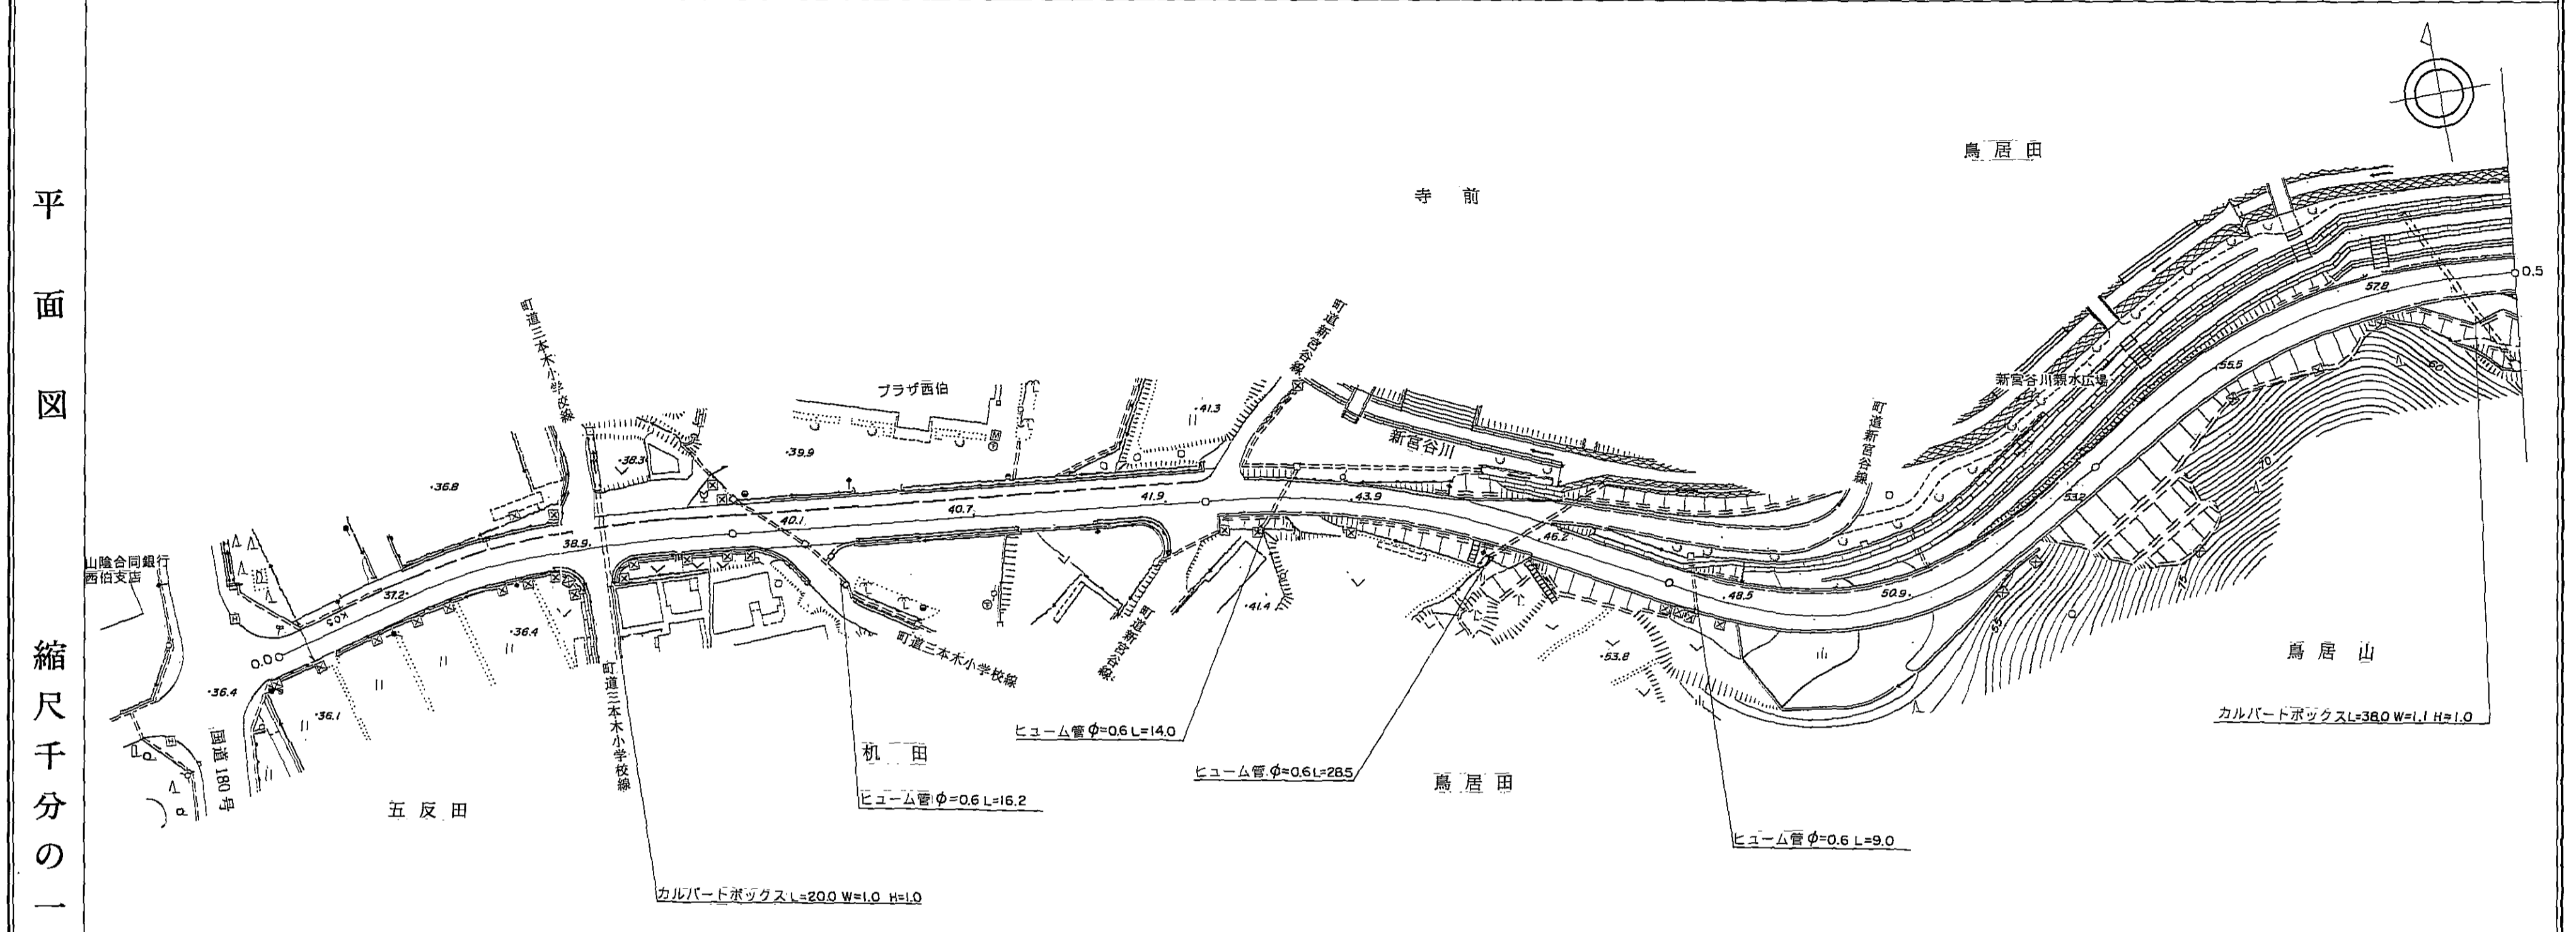 平面図 縮尺千分の一
鳥居田
寺前
0.5
57.8
町道三本木小学校線
町道新宮谷線
60
55.5
新宮谷川親水広場
プラザ西伯
41.3
町道新宮谷線
新宮谷川
39.9
38.3
70
36.8
41.9
43.9
53.2
40.7
40.1
46.2
38.9
山陰合同銀行
西伯支店
75
37.2
48.5
50.9
41.4
36.4
町道新宮谷線
町道三本木小学校線
55
53.8
0.0
鳥居山
町道三本木小学校線
36.4
36.1
カルバートボックスL=38.0 W=1.1 H=1.0
ヒューム管 φ=0.6 L=14.0
国道180号
机田
ヒューム管 φ=0.6 L=28.5
鳥居田
ヒューム管 φ=0.6 L=16.2
五反田
ヒューム管 φ=0.6 L=9.0
カルバートボックス L=20.0 W=1.0 H=1.0